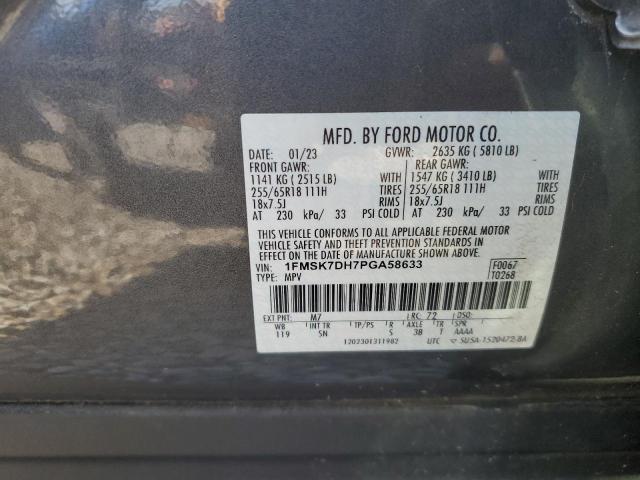 MFD. BY FORD MOTOR CO.
DATE: 01/23 GVWR: 2635 KG (5810 LB)
FRONT GAWR: REAR GAWR:
1141 KG (2515 LB) WITH 1547 KG (3410 LB) WITH
255/65R18 111H TIRES 255/65R18 111H TIRES
18x7.5J RIMS 18x7.5J RIMS
AT 230 kPa/ 33 PSI COLD AT 230 kPa/ 33 PSI COLD
THIS VEHICLE CONFORMS TO ALL APPLICABLE FEDERAL MOTOR
VEHICLE SAFETY AND THEFT PREVENTION STANDARDS IN
EFFECT ON THE DATE OF MANUFACTURE SHOWN ABOVE.
VIN: 1FMSK7DH7PGA58633 F0067
TYPE: MPV T0268
EXT PNT: M7 RC: 72
WB INT TR TP/PS R AXLE TR SPR
119 SN S 3B T AAAA
1202301311982 UTC SU5A-1520472-BA